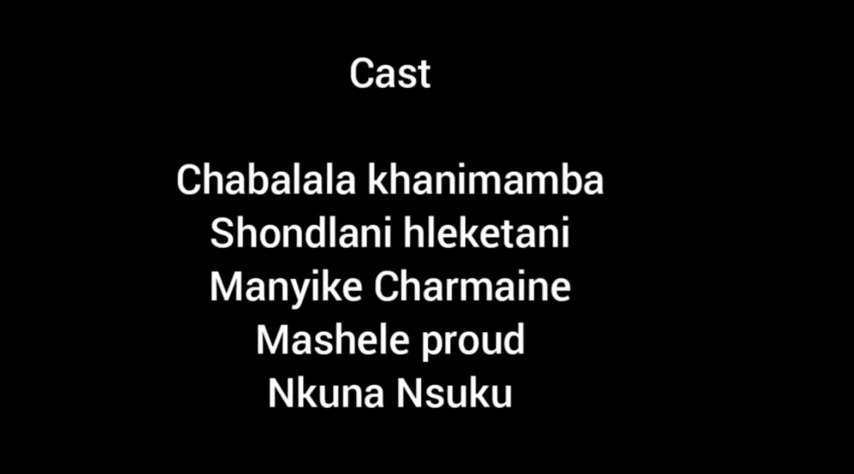 Cast
Chabalala khanimamba
Shondlani hleketani
Manyike Charmaine
Mashele proud
Nkuna Nsuku